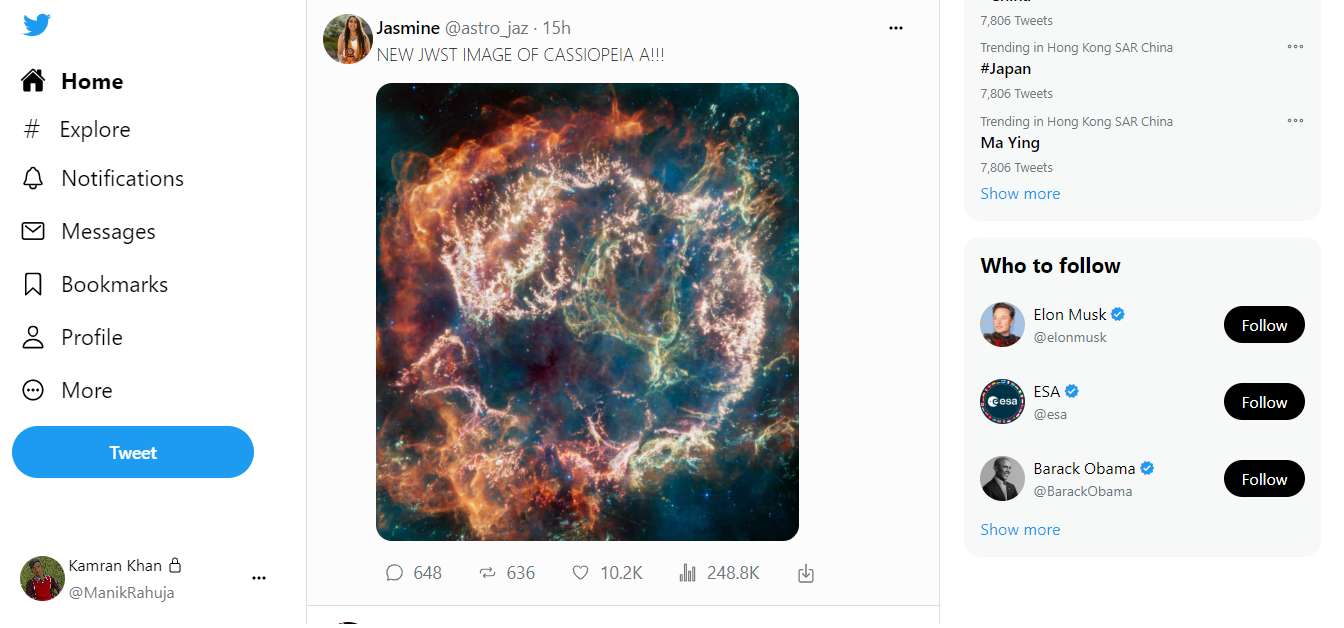 Home
# Explore
Notifications
Messages
Bookmarks
Profile
More
Tweet
Kamran Khan
@ManikRahuja
Jasmine @astro_jaz · 15h
NEW JWST IMAGE OF CASSIOPEIA A!!!
648 636 10.2K 248.8K
7,806 Tweets
Trending in Hong Kong SAR China
#Japan
7,806 Tweets
Trending in Hong Kong SAR China
Ma Ying
7,806 Tweets
Show more
Who to follow
Elon Musk
@elonmusk
Follow
esa
ESA
@esa
Follow
Barack Obama
@BarackObama
Follow
Show more